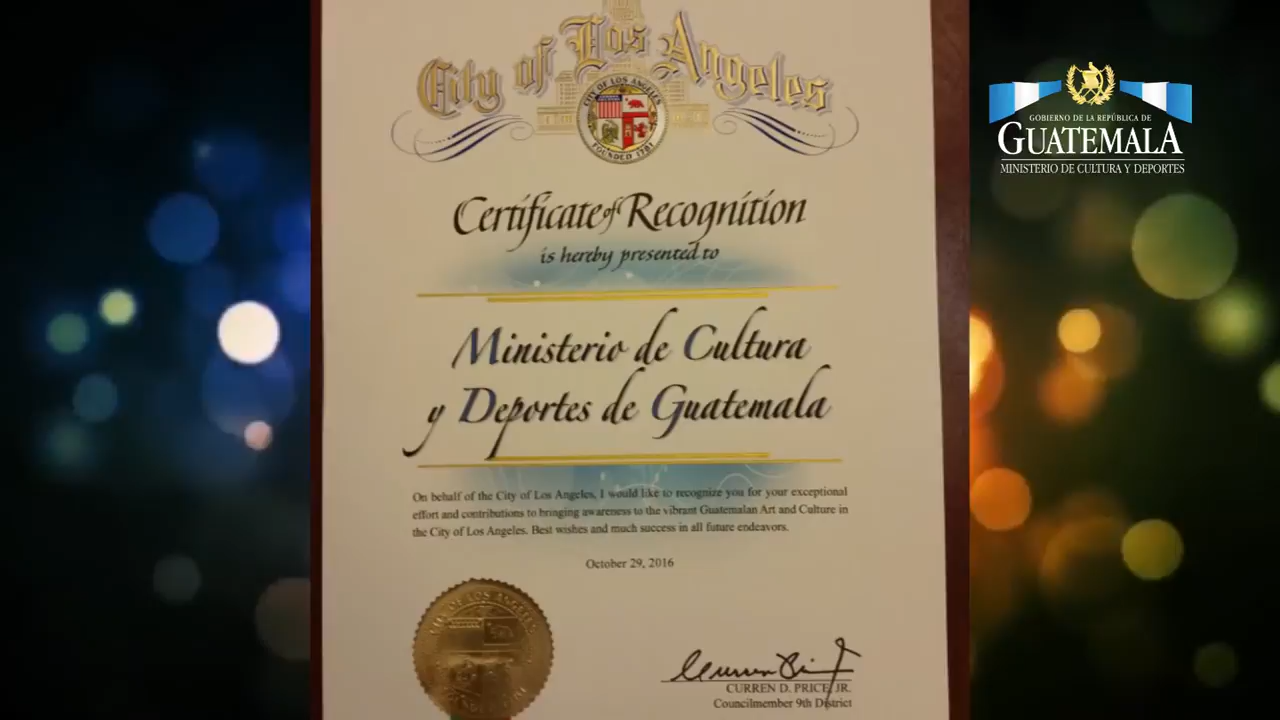 City of Los Angeles
CITY OF LOS ANGELES
FOUNDED 1781
Certificate of Recognition
is hereby presented to
Ministerio de Cultura
y Deportes de Guatemala
On behalf of the City of Los Angeles, I would like to recognize you for your exceptional
effort and contributions to bringing awareness to the vibrant Guatemalan Art and Culture in
the City of Los Angeles. Best wishes and much success in all future endeavors.
October 29, 2016
CITY OF LOS ANGELES
CURREN D. PRICE, JR.
Councilmember 9th District
GOBIERNO DE LA REPÚBLICA DE
GUATEMALA
MINISTERIO DE CULTURA Y DEPORTES